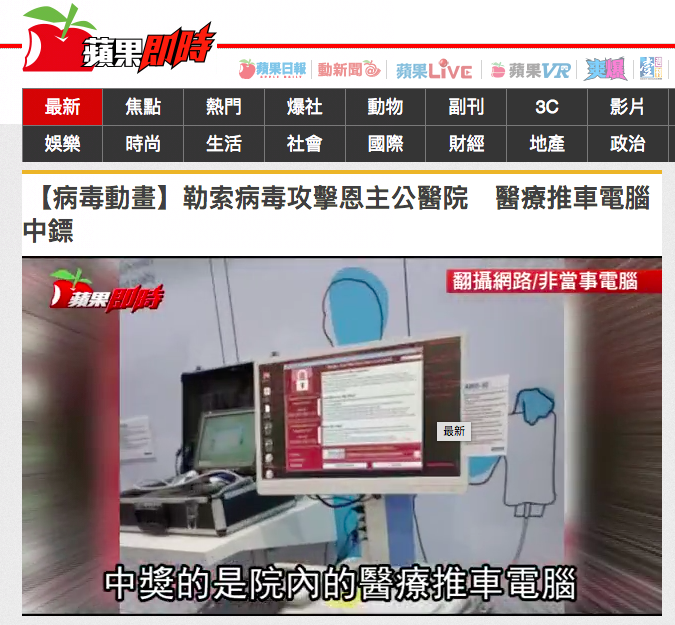 蘋果即時
蘋果日報 動新聞 蘋果LIVE 蘋果VR 爽爆
最新 焦點 熱門 爆社 動物 副刊 3C 影片
娛樂 時尚 生活 社會 國際 財經 地產 政治
【病毒動畫】勒索病毒攻擊恩主公醫院 醫療推車電腦
中鏢
蘋果即時
翻攝網路/非當事電腦
最新
中獎的是院內的醫療推車電腦